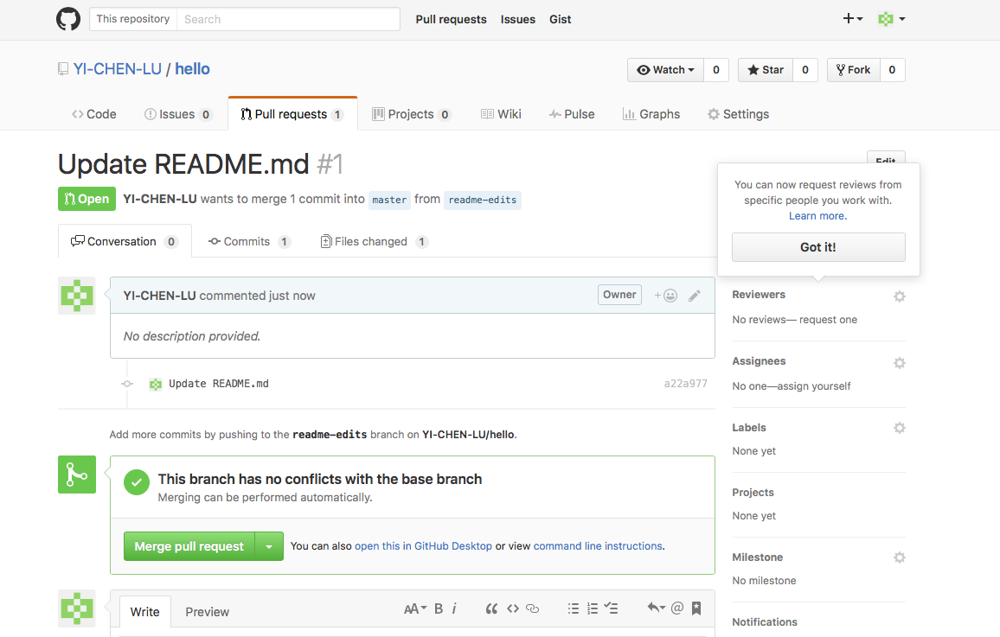 This repository Search Pull requests Issues Gist
YI-CHEN-LU / hello
Watch 0 Star 0 Fork 0
Code Issues 0 Pull requests 1 Projects 0 Wiki Pulse Graphs Settings
Update README.md #1
Edit
Open YI-CHEN-LU wants to merge 1 commit into master from readme-edits
You can now request reviews from
specific people you work with.
Learn more.
Got it!
Conversation 0 Commits 1 Files changed 1
YI-CHEN-LU commented just now Owner
No description provided.
Update README.md a22a977
Add more commits by pushing to the readme-edits branch on YI-CHEN-LU/hello.
This branch has no conflicts with the base branch
Merging can be performed automatically.
Merge pull request You can also open this in GitHub Desktop or view command line instructions.
Write Preview AA B i
Reviewers
No reviews— request one
Assignees
No one—assign yourself
Labels
None yet
Projects
None yet
Milestone
No milestone
Notifications